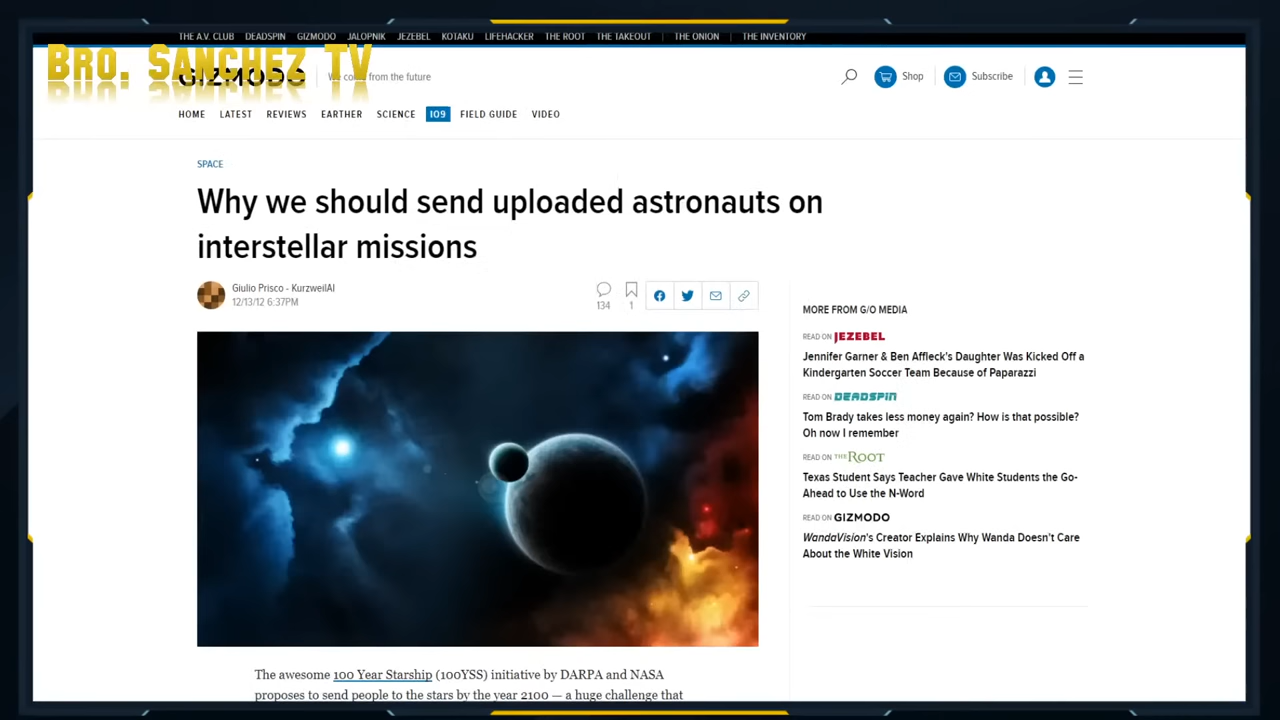 THE A.V. CLUB DEADSPIN GIZMODO JALOPNIK JEZEBEL KOTAKU LIFEHACKER THE ROOT THE TAKEOUT THE ONION THE INVENTORY
BRO. SANCHEZ TV
GIZMODO We come from the future Shop Subscribe
HOME LATEST REVIEWS EARTHER SCIENCE IO9 FIELD GUIDE VIDEO
SPACE
Why we should send uploaded astronauts on
interstellar missions
Giulio Prisco - KurzweilAI
12/13/12 6:37PM
134 1
MORE FROM G/O MEDIA
READ ON JEZEBEL
Jennifer Garner & Ben Affleck's Daughter Was Kicked Off a
Kindergarten Soccer Team Because of Paparazzi
READ ON DEADSPIN
Tom Brady takes less money again? How is that possible?
Oh now I remember
READ ON THE ROOT
Texas Student Says Teacher Gave White Students the Go-
Ahead to Use the N-Word
READ ON GIZMODO
WandaVision's Creator Explains Why Wanda Doesn't Care
About the White Vision
The awesome 100 Year Starship (100YSS) initiative by DARPA and NASA
proposes to send people to the stars by the year 2100 — a huge challenge that